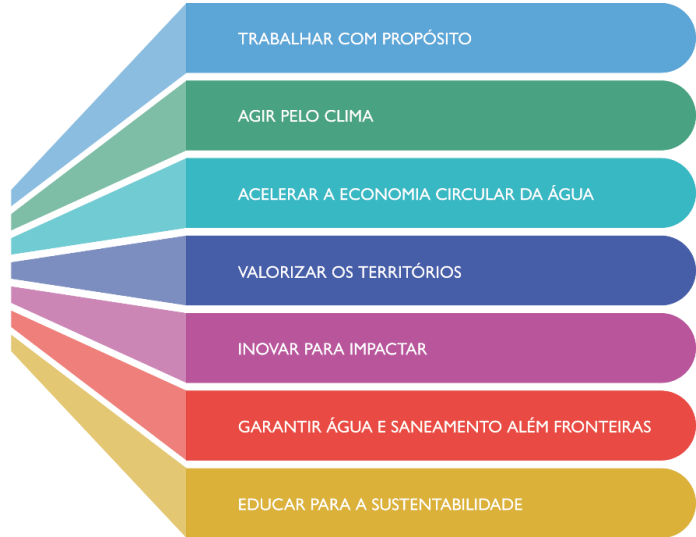 TRABALHAR COM PROPÓSITO
AGIR PELO CLIMA
ACELERAR A ECONOMIA CIRCULAR DA ÁGUA
VALORIZAR OS TERRITÓRIOS
INOVAR PARA IMPACTAR
GARANTIR ÁGUA E SANEAMENTO ALÉM FRONTEIRAS
EDUCAR PARA A SUSTENTABILIDADE